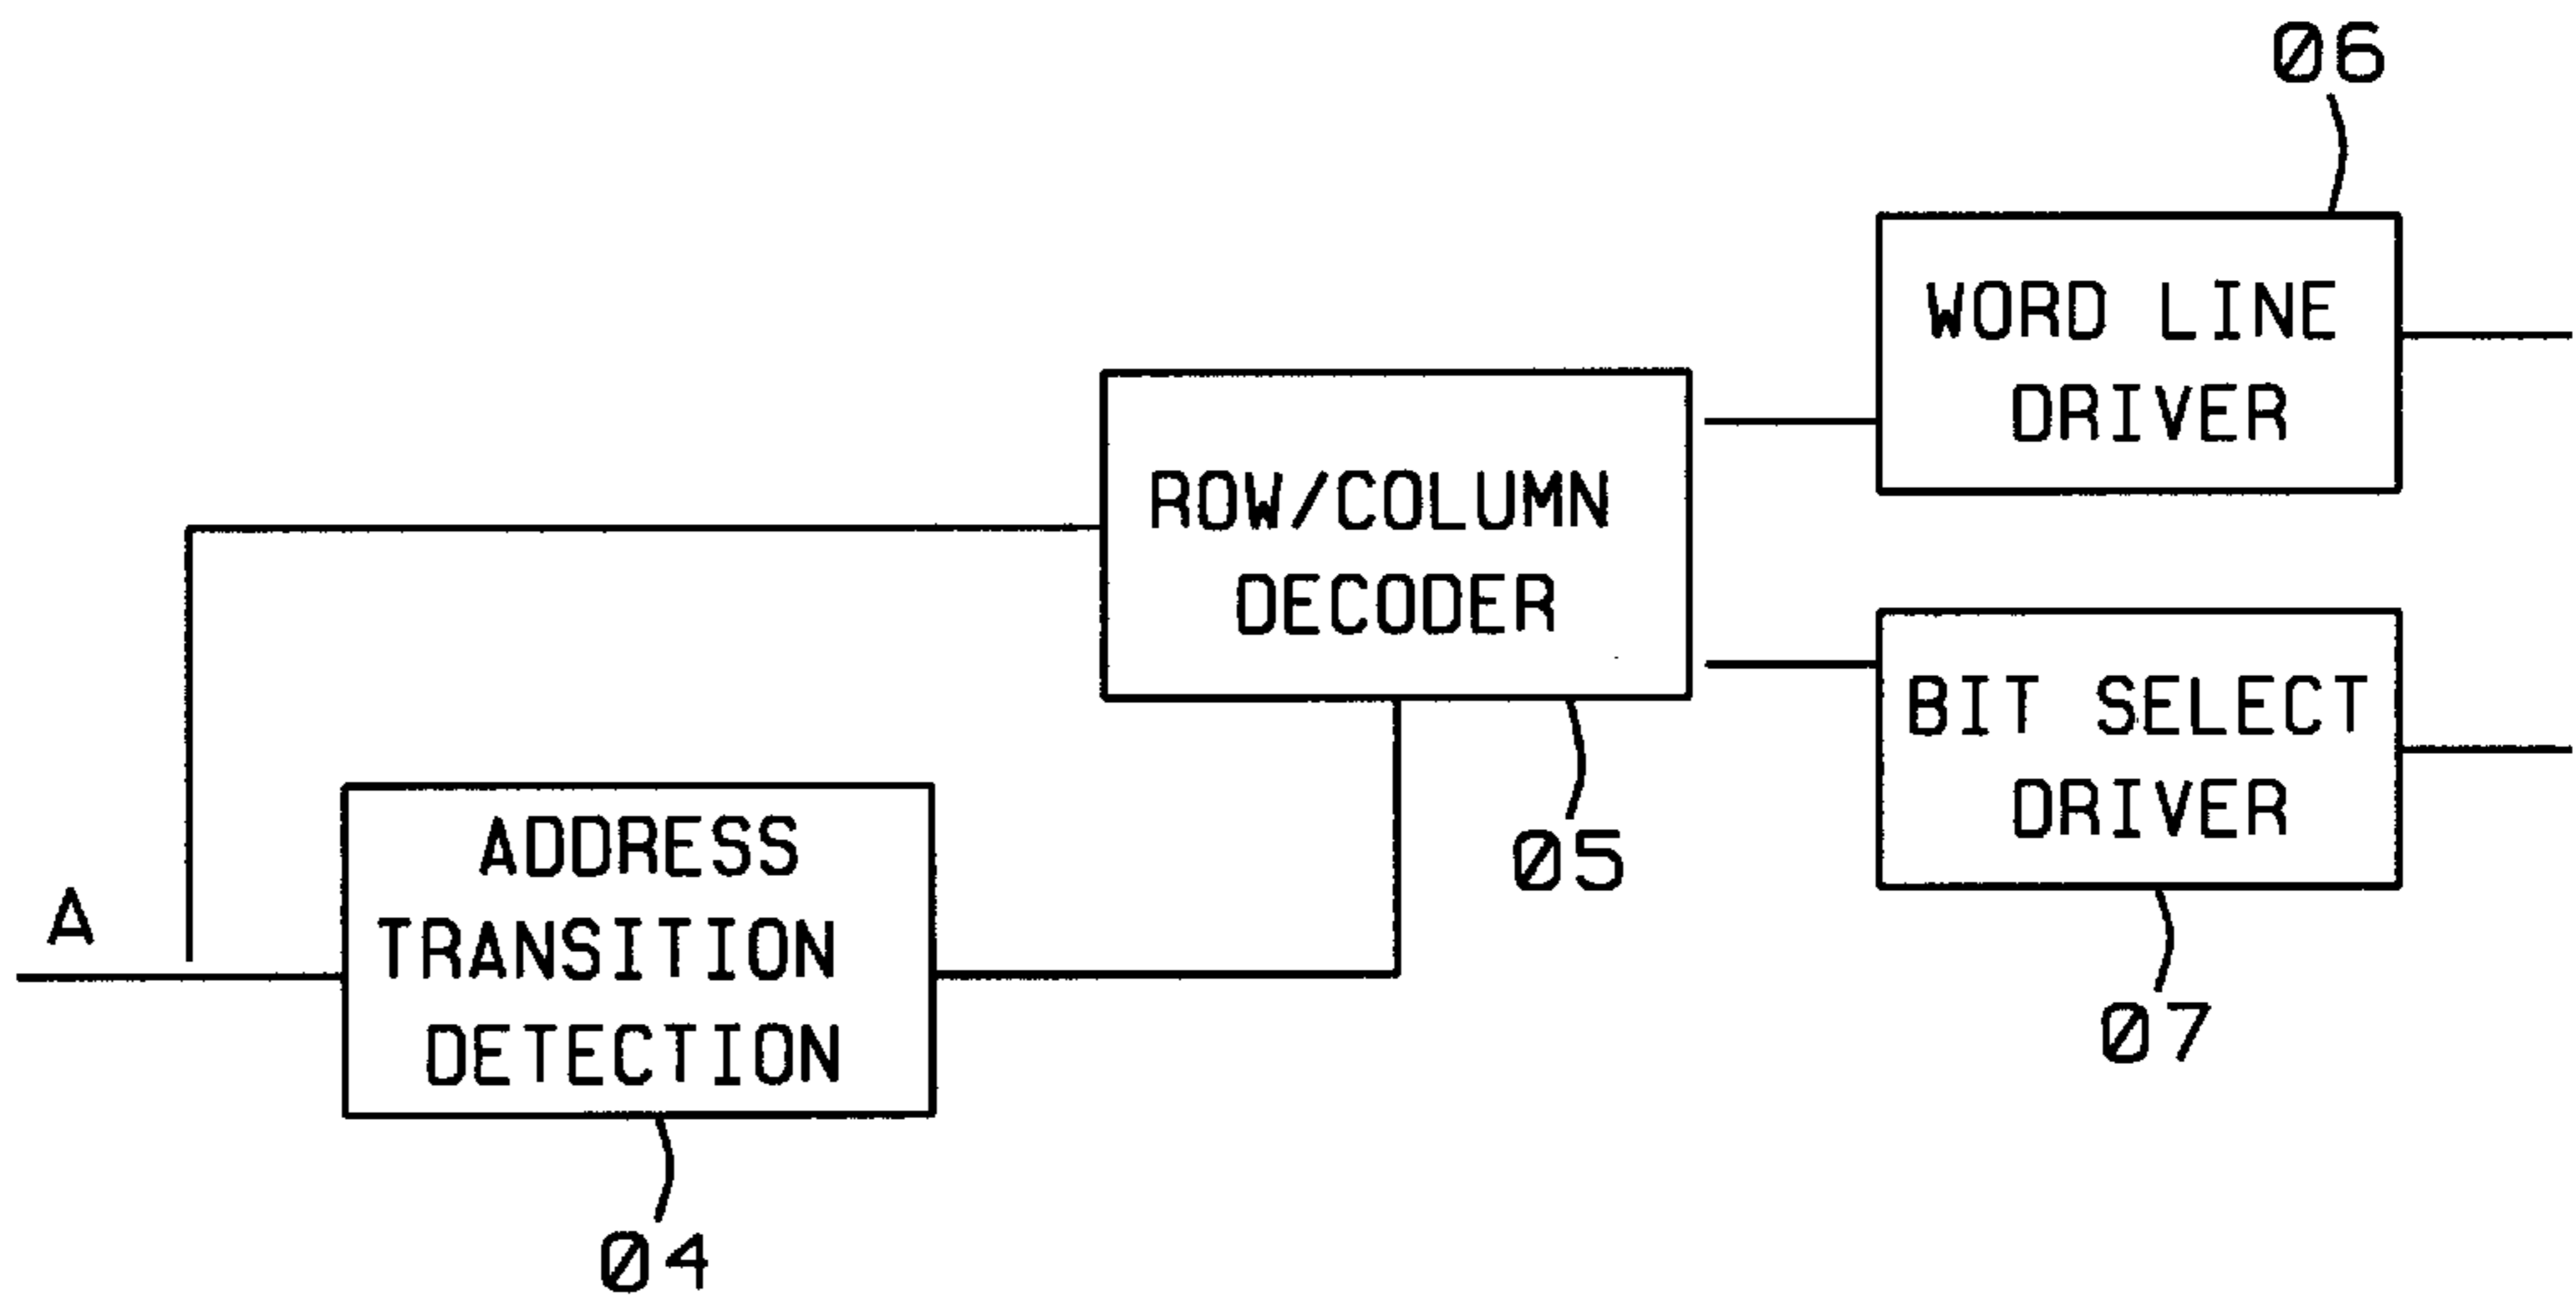 06
WORD LINE
DRIVER
ROW/COLUMN
DECODER
05
BIT SELECT
DRIVER
07
A
ADDRESS
TRANSITION
DETECTION
04